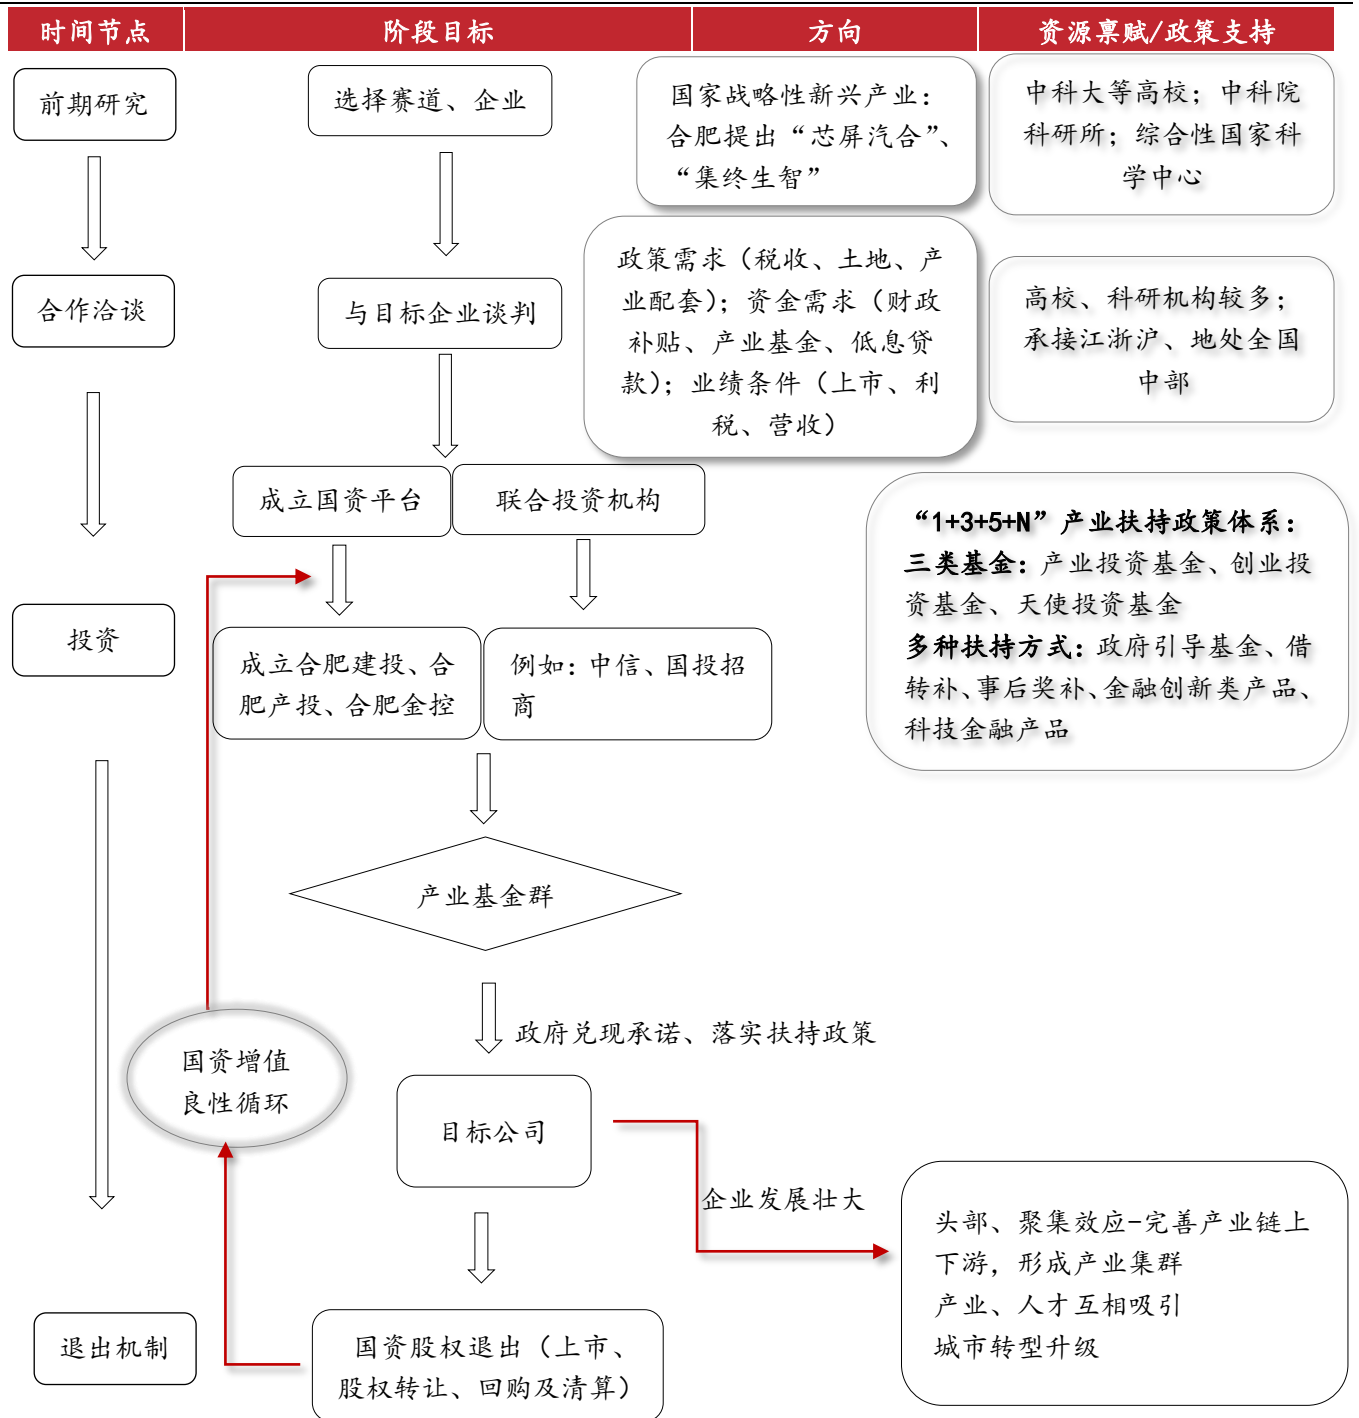 时间节点
阶段目标
方向
资源禀赋/政策支持
前期研究
选择赛道、企业
国家战略性新兴产业：
合肥提出“芯屏汽合”、
“集终生智”
中科大等高校；中科院
科研所；综合性国家科
学中心
合作洽谈
与目标企业谈判
政策需求（税收、土地、产
业配套）；资金需求（财政
补贴、产业基金、低息贷
款）；业绩条件（上市、利
税、营收）
高校、科研机构较多；
承接江浙沪、地处全国
中部
成立国资平台
联合投资机构
“1+3+5+N”产业扶持政策体系：
三类基金：产业投资基金、创业投
资基金、天使投资基金
多种扶持方式：政府引导基金、借
转补、事后奖补、金融创新类产品、
科技金融产品
投资
成立合肥建投、合
肥产投、合肥金控
例如：中信、国投招
商
产业基金群
政府兑现承诺、落实扶持政策
国资增值
良性循环
目标公司
企业发展壮大
头部、聚集效应-完善产业链上
下游，形成产业集群
产业、人才互相吸引
城市转型升级
退出机制
国资股权退出（上市、
股权转让、回购及清算）